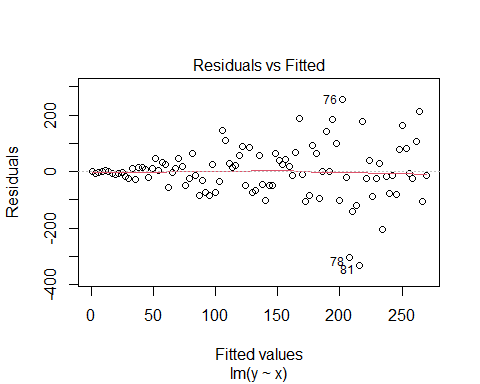 Residuals vs Fitted
Residuals
200
0
-200
-400
76
78
81
0 50 100 150 200 250
Fitted values
lm(y ~ x)